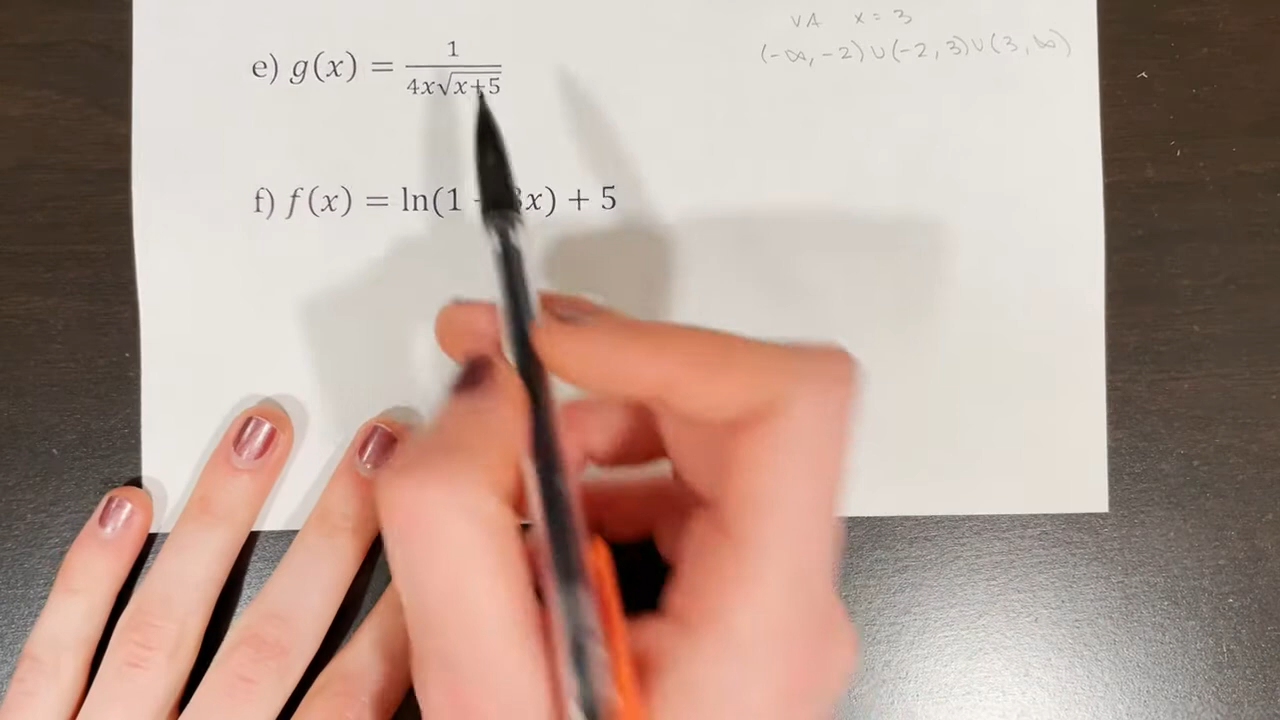 VA x = 3
(-∞, -2) ∪ (-2, 3) ∪ (3, ∞)
e) g(x) = 1 / 4x√x+5
f) f(x) = ln(1 - x) + 5